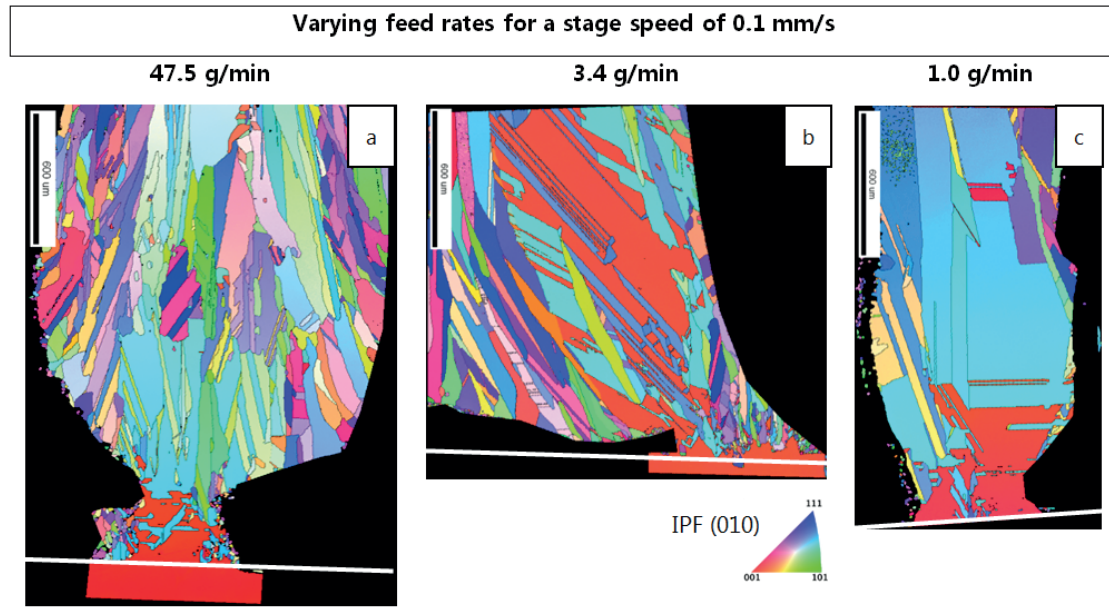 Varying feed rates for a stage speed of 0.1 mm/s
47.5 g/min
3.4 g/min
1.0 g/min
a
b
c
600 um
600 um
600 um
IPF (010)
111
001
101